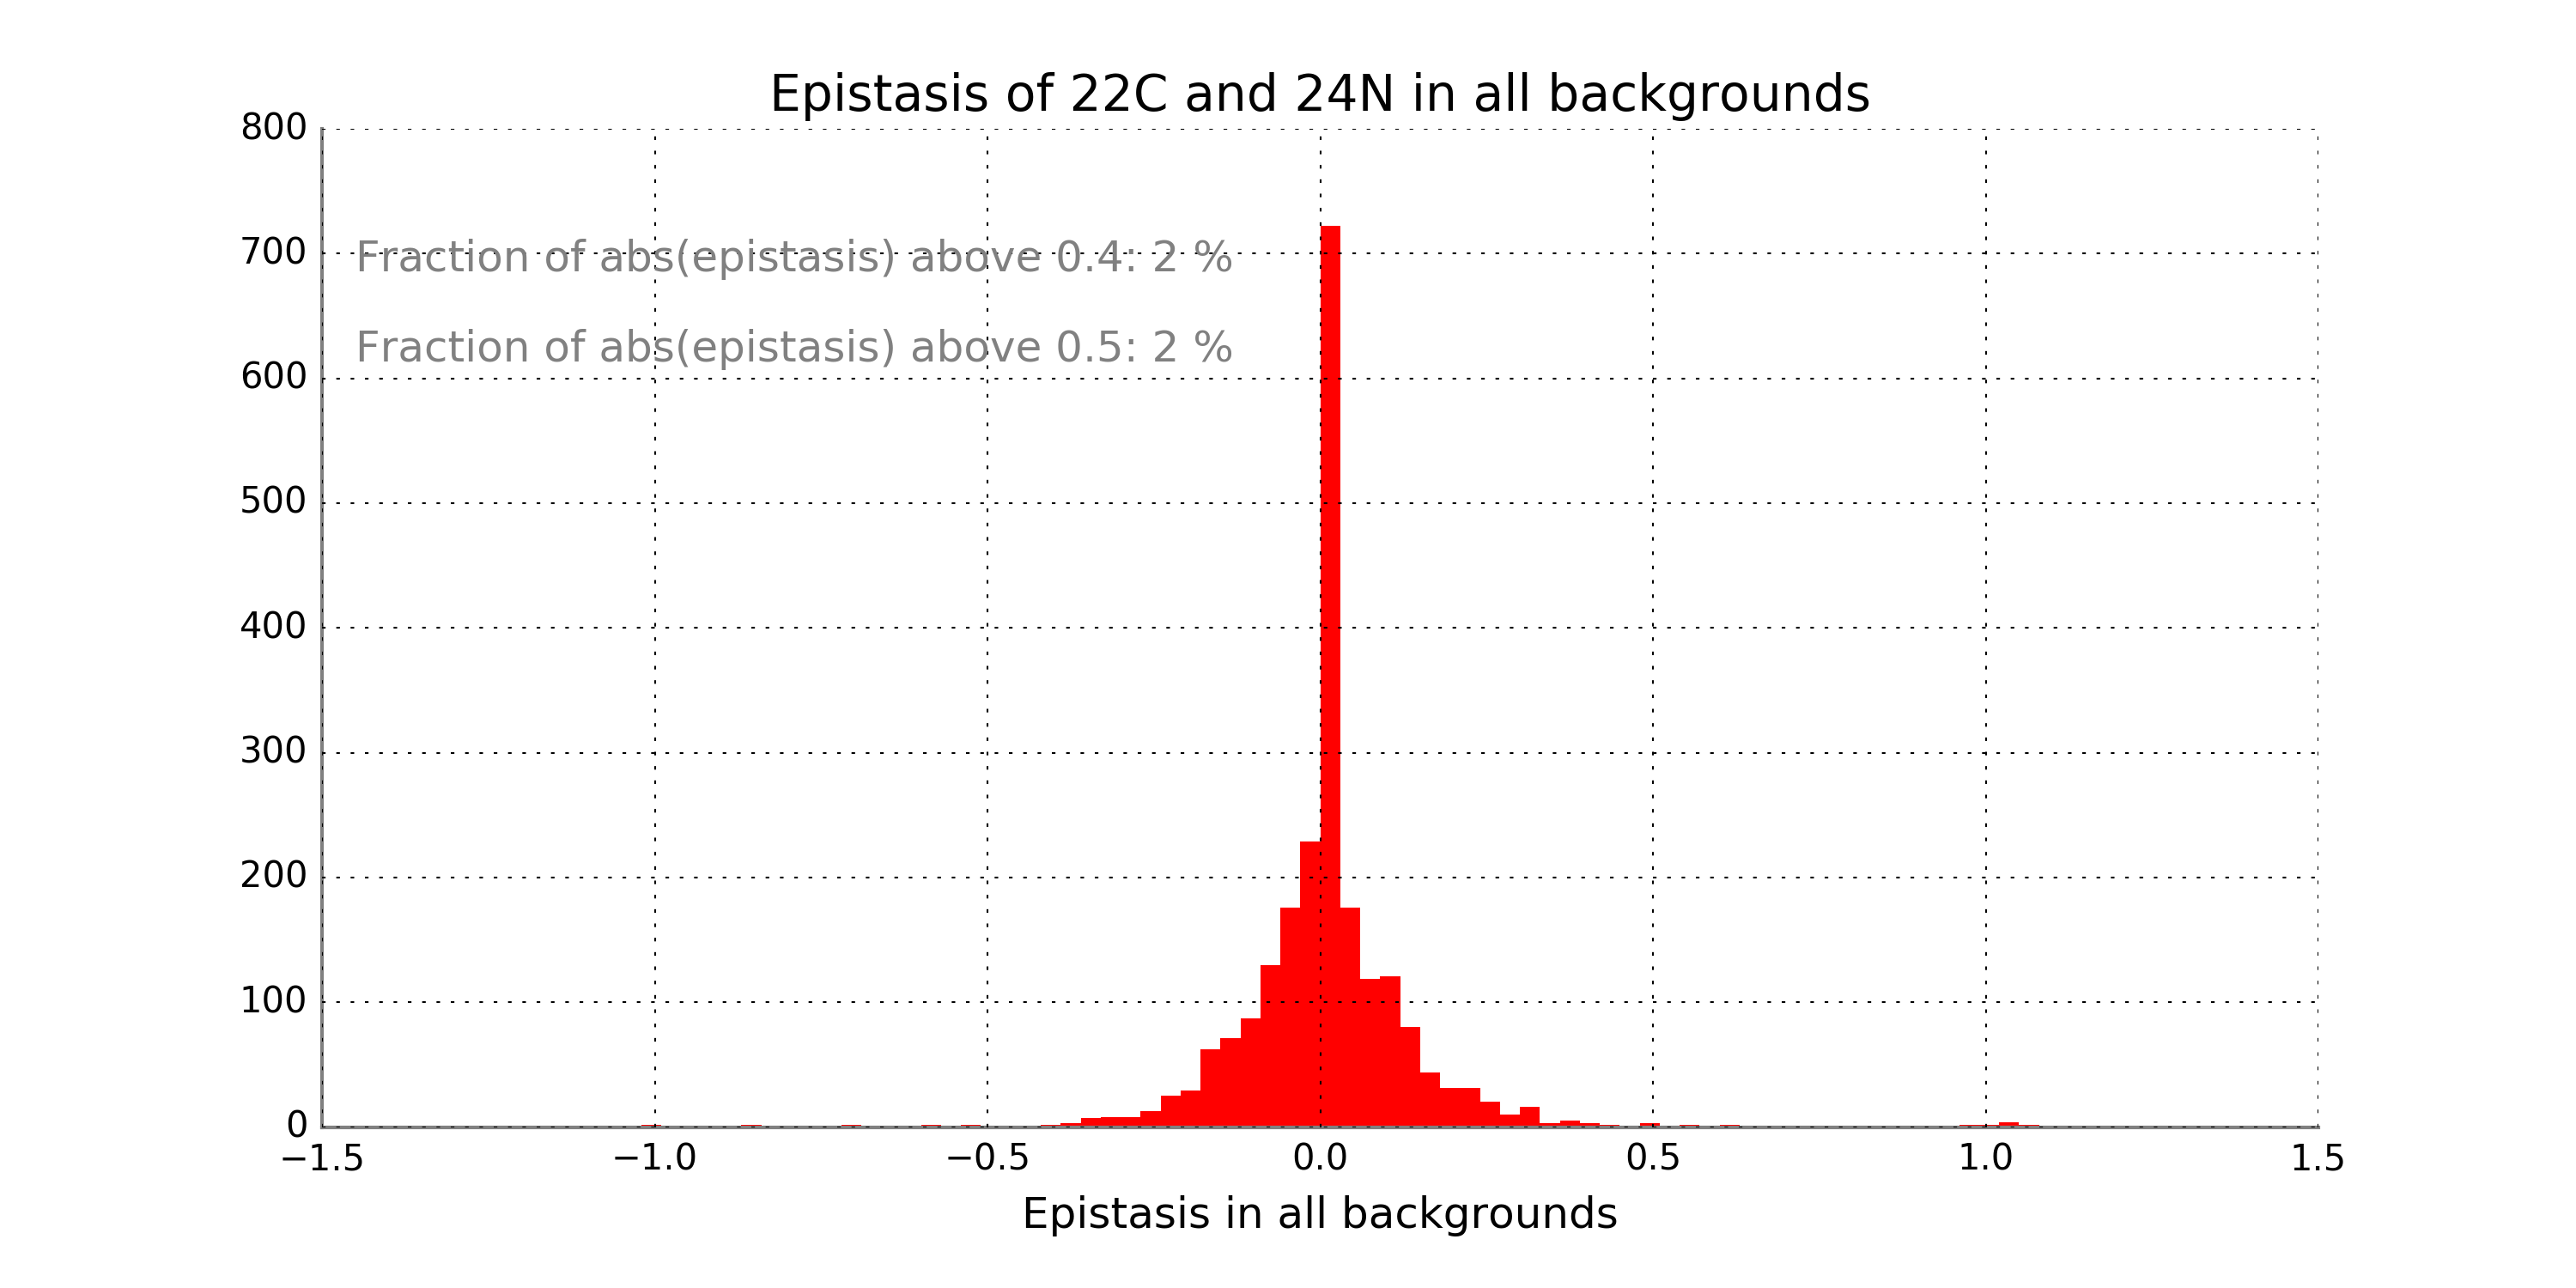 Epistasis of 22C and 24N in all backgrounds
800
700
Fraction of abs(epistasis) above 0.4: 2 %
Fraction of abs(epistasis) above 0.5: 2 %
600
500
400
300
200
100
0
−1.5 −1.0 −0.5 0.0 0.5 1.0 1.5
Epistasis in all backgrounds